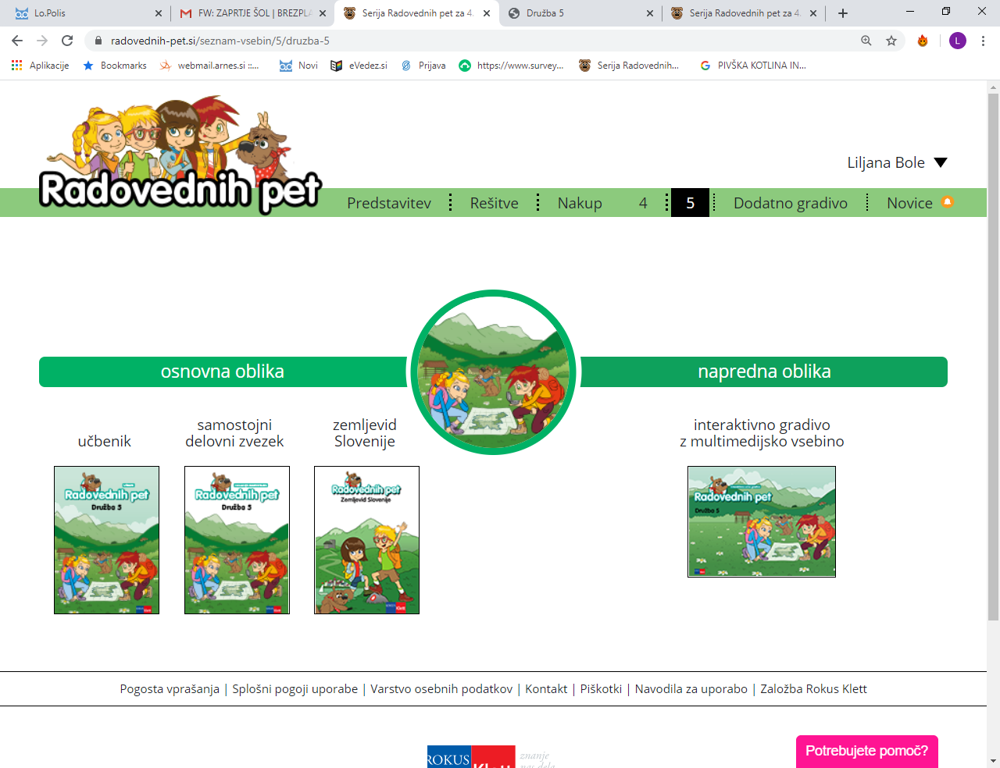 Lo.Polis
FW: ZAPRTJE ŠOL | BREZPLA
Serija Radovednih pet za 4.
Družba 5
Serija Radovednih pet za 4.
radovednih-pet.si/seznam-vsebin/5/druzba-5
L
Aplikacije
Bookmarks
webmail.arnes.si ::...
Novi
eVedez.si
Prijava
https://www.survey...
Serija Radovednih...
PIVŠKA KOTLINA IN...
Radovednih pet
Liljana Bole
Predstavitev
Rešitve
Nakup
4
5
Dodatno gradivo
Novice
osnovna oblika
napredna oblika
učbenik
samostojni
delovni zvezek
zemljevid
Slovenije
interaktivno gradivo
z multimedijsko vsebino
Radovednih pet
Družba 5
Radovednih pet
Družba 5
Radovednih pet
Zemljevid Slovenije
Radovednih pet
Družba 5
Pogosta vprašanja | Splošni pogoji uporabe | Varstvo osebnih podatkov | Kontakt | Piškotki | Navodila za uporabo | Založba Rokus Klett
ROKUS
Klett
znanje
nas dela
Potrebujete pomoč?